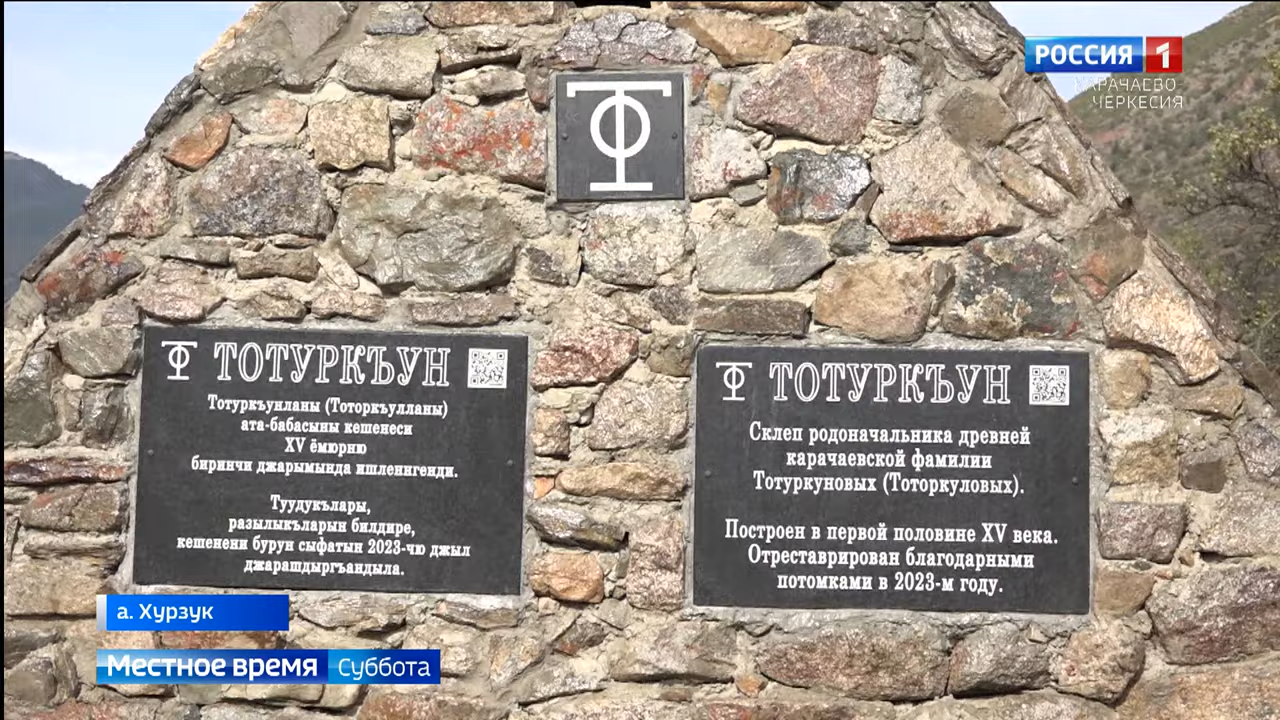 РОССИЯ 1
КАРАЧАЕВО
ЧЕРКЕСИЯ
ТОТУРКЪУН
Тотуркъунланы (Тоторкъулланы)
ата-бабасыны кешенеси
XV ёмюрню
биринчи джарымында ишленнгенди.
Туудукълары,
разылыкъларын билдире,
кешенени бурун сыфатын 2023-чю джыл
джарашдыргъандыла.
ТОТУРКЪУН
Склеп родоначальника древней
карачаевской фамилии
Тотуркуновых (Тоторкуловых).
Построен в первой половине XV века.
Отреставрирован благодарными
потомками в 2023-м году.
а. Хурзук
Местное время Суббота